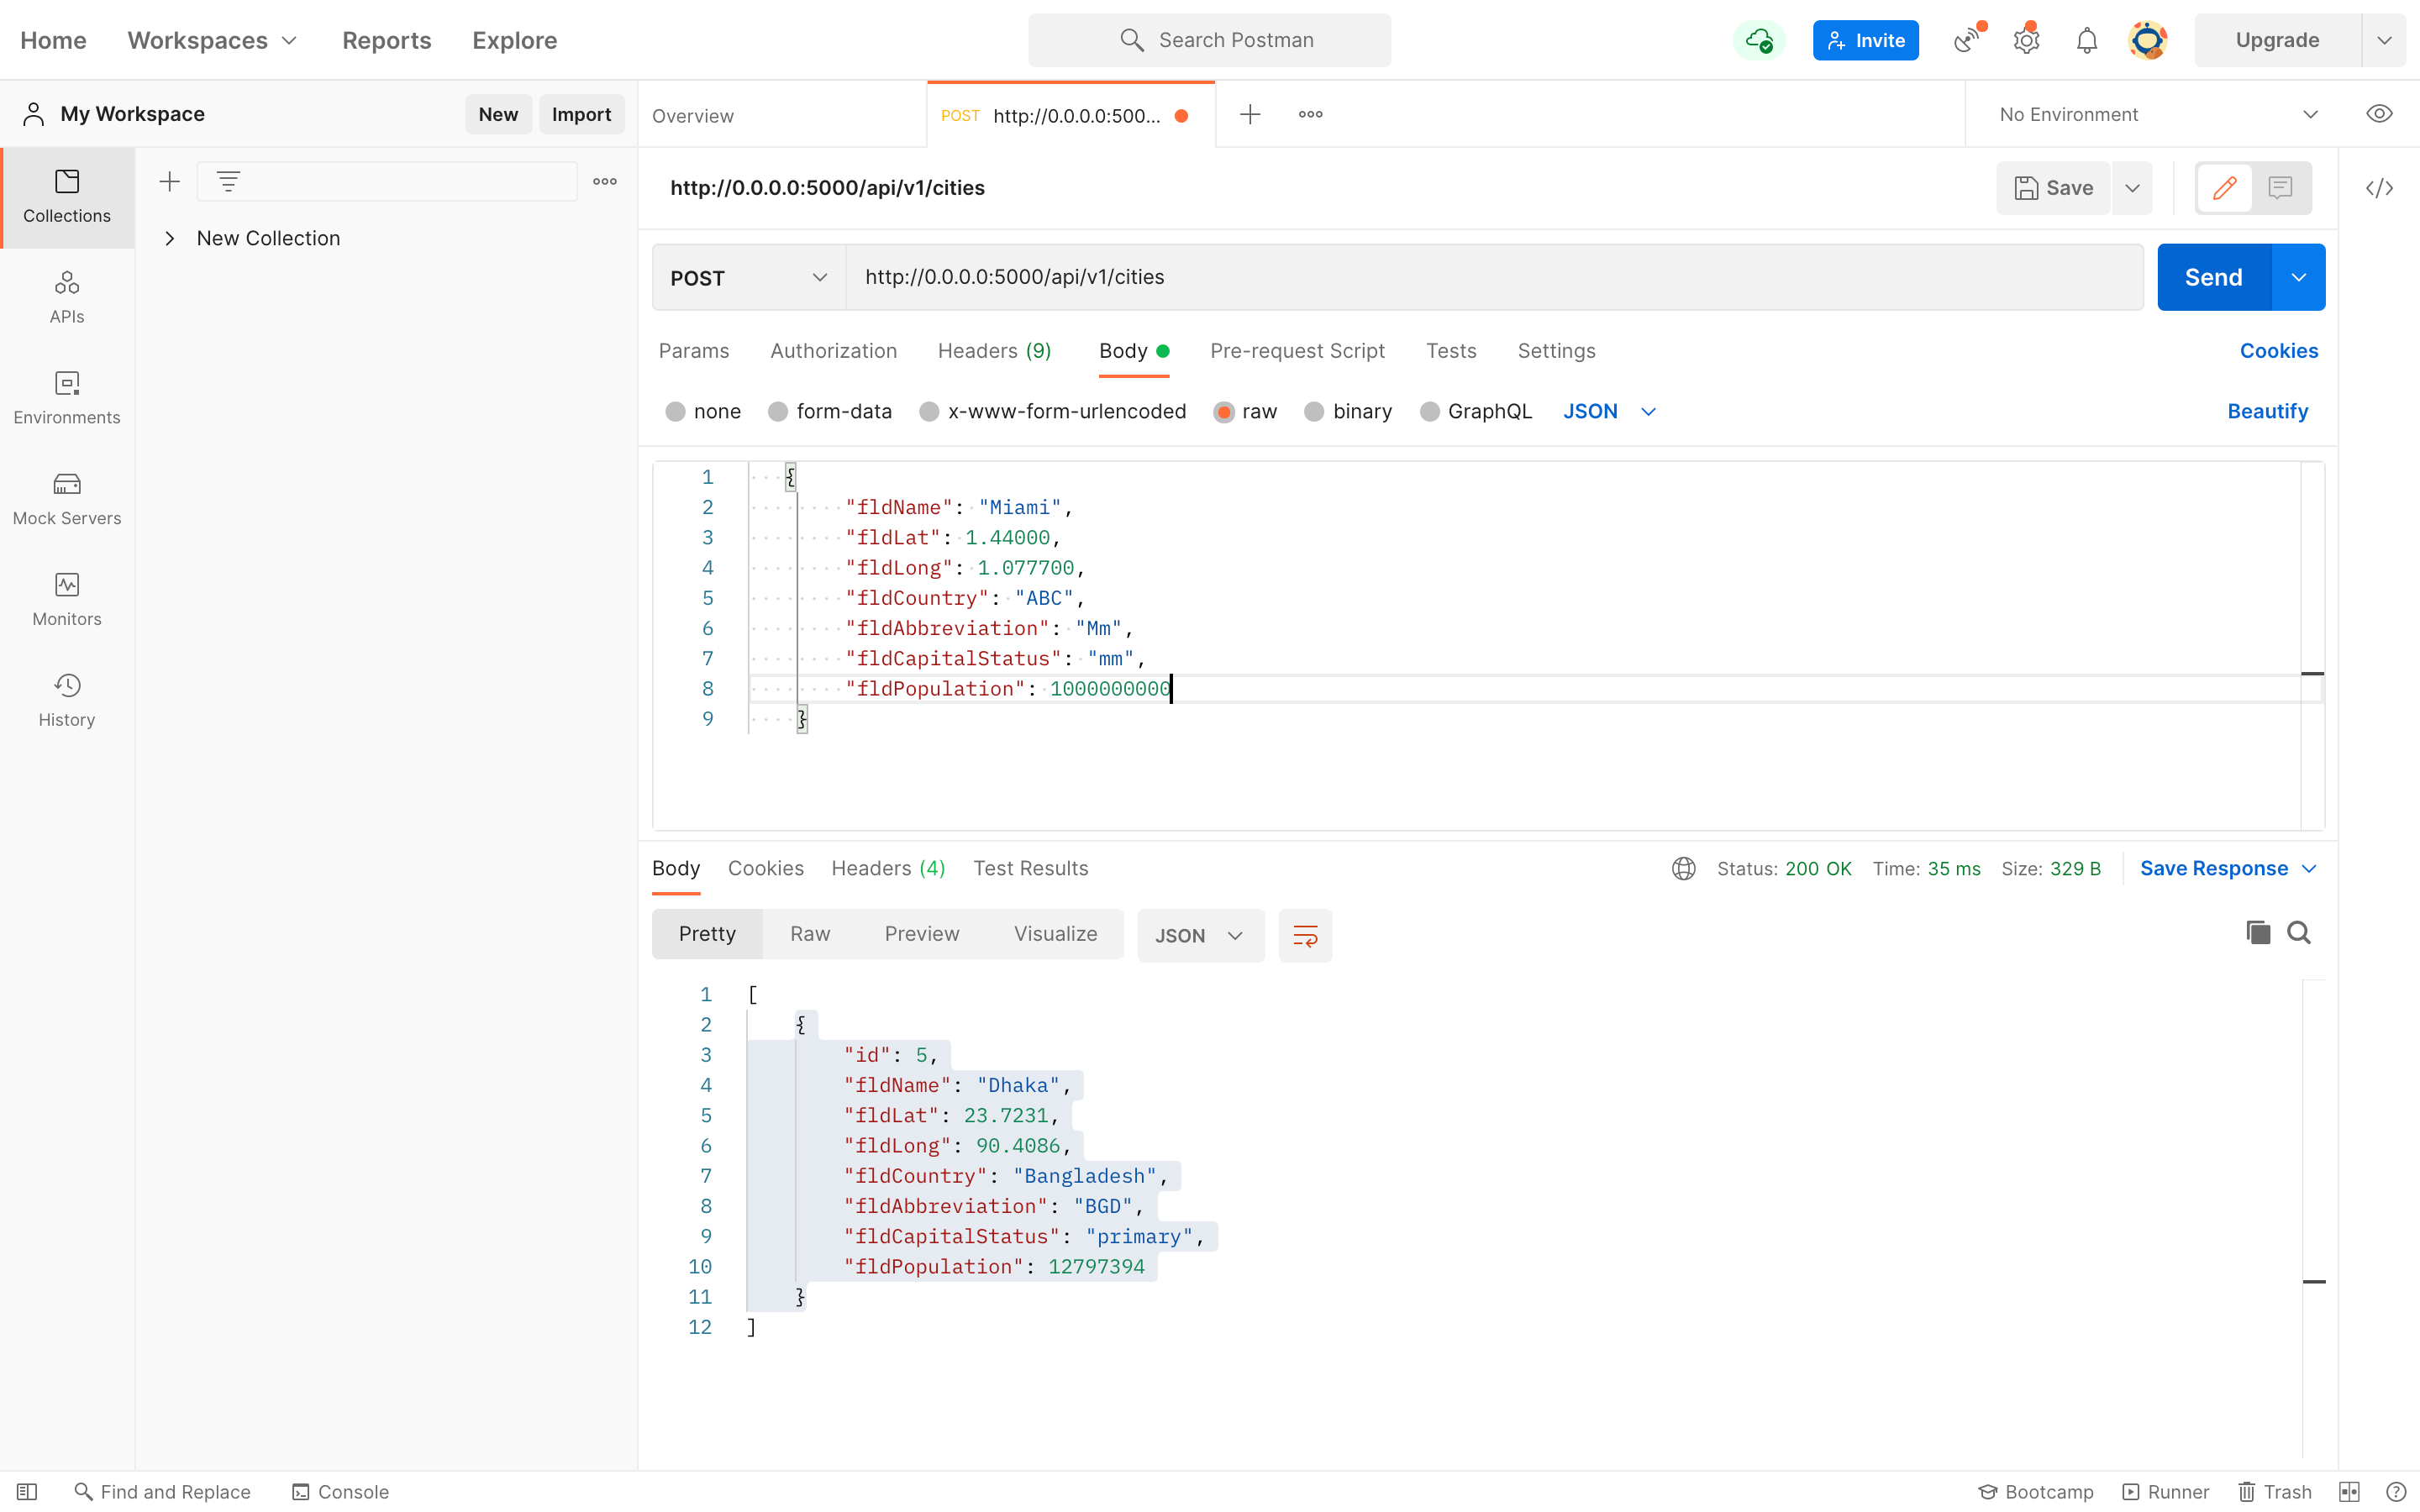 Home Workspaces Reports Explore Search Postman Invite Upgrade
My Workspace New Import Overview POST http://0.0.0.0:500... No Environment
Collections
New Collection
APIs
Environments
Mock Servers
Monitors
History
http://0.0.0.0:5000/api/v1/cities Save
POST http://0.0.0.0:5000/api/v1/cities Send
Params Authorization Headers (9) Body Pre-request Script Tests Settings Cookies
none form-data x-www-form-urlencoded raw binary GraphQL JSON Beautify
1 {
2 "fldName": "Miami",
3 "fldLat": 1.44000,
4 "fldLong": 1.077700,
5 "fldCountry": "ABC",
6 "fldAbbreviation": "Mm",
7 "fldCapitalStatus": "mm",
8 "fldPopulation": 1000000000
9 }
Body Cookies Headers (4) Test Results Status: 200 OK Time: 35 ms Size: 329 B Save Response
Pretty Raw Preview Visualize JSON
1 [
2 {
3 "id": 5,
4 "fldName": "Dhaka",
5 "fldLat": 23.7231,
6 "fldLong": 90.4086,
7 "fldCountry": "Bangladesh",
8 "fldAbbreviation": "BGD",
9 "fldCapitalStatus": "primary",
10 "fldPopulation": 12797394
11 }
12 ]
Find and Replace Console Bootcamp Runner Trash